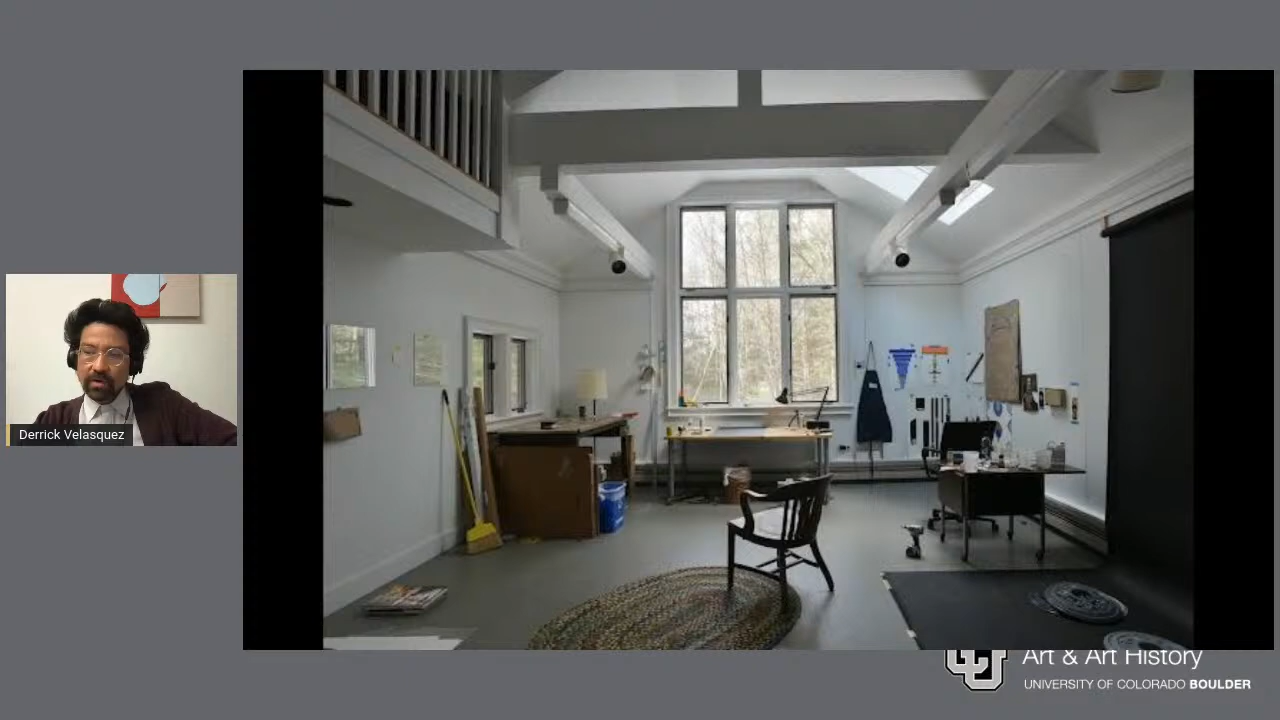 Derrick Velasquez
Art & Art History
UNIVERSITY OF COLORADO BOULDER